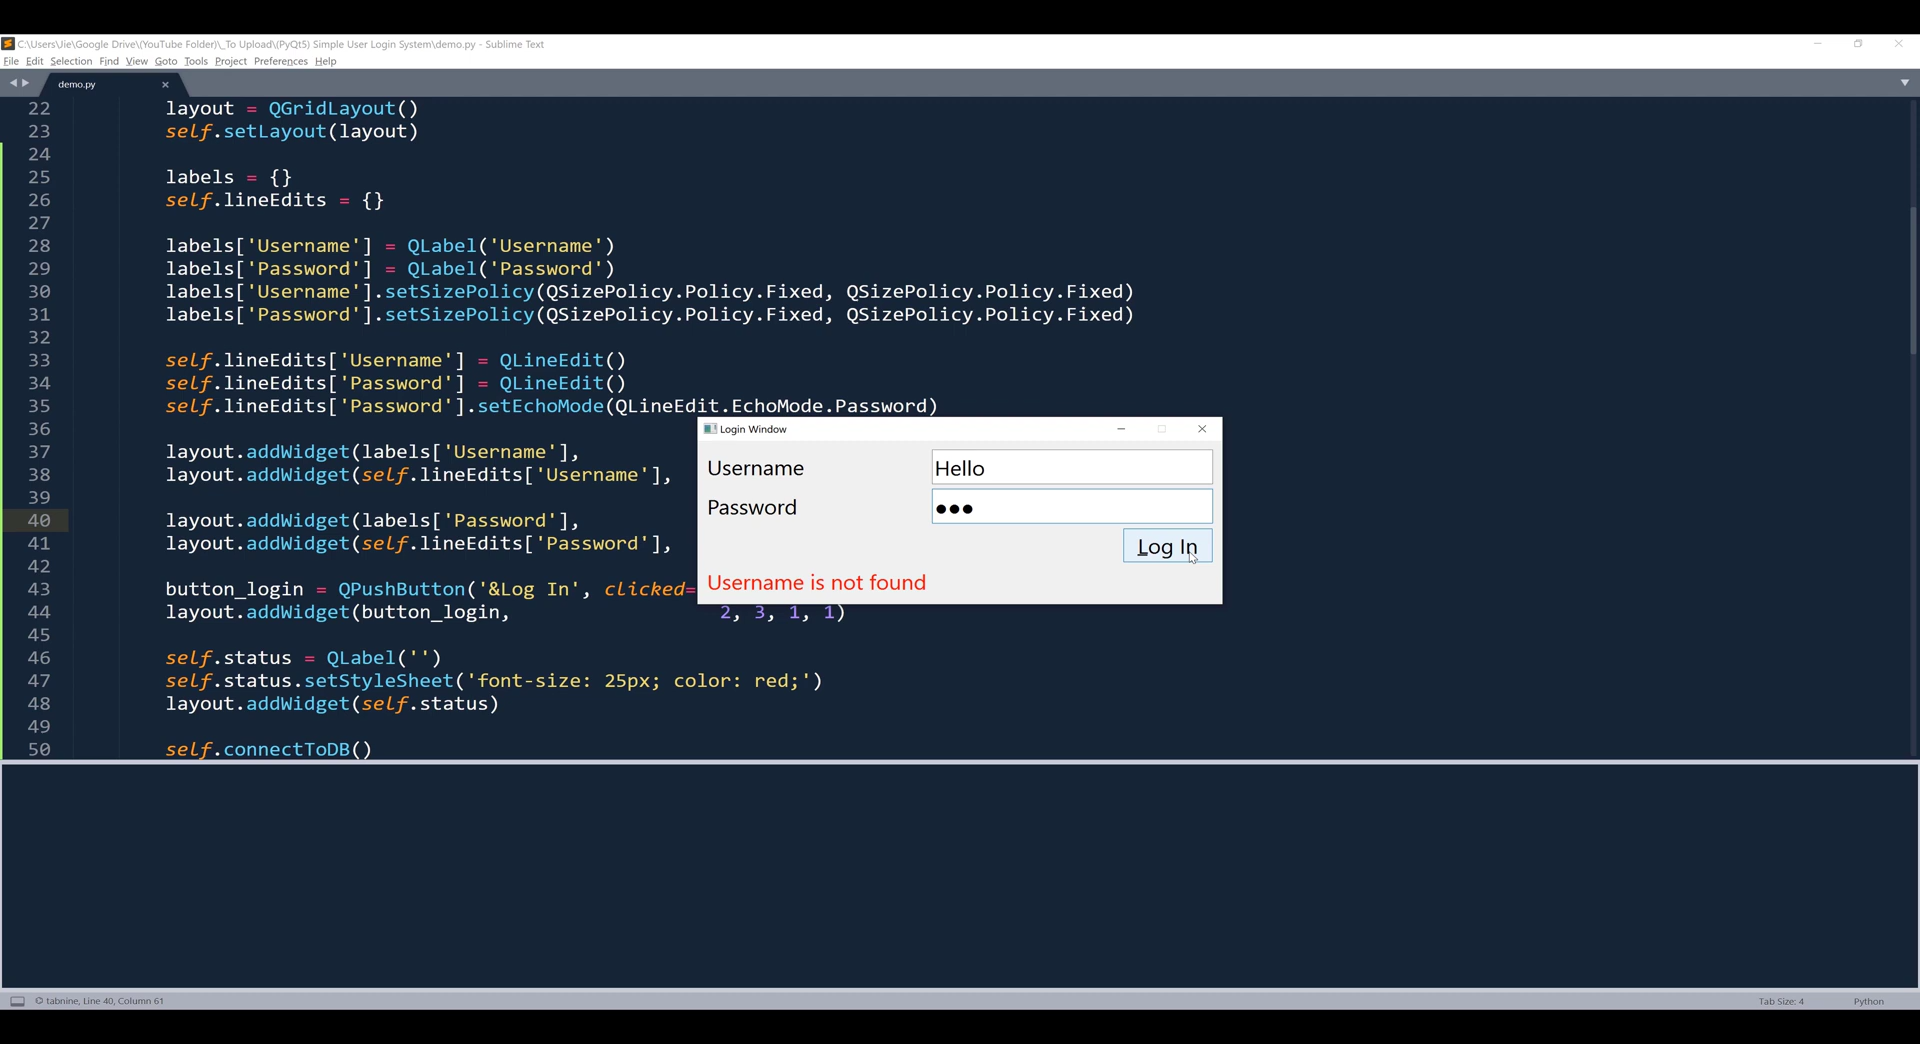 C:\Users\Jie\Google Drive\(YouTube Folder)\_To Upload\(PyQt5) Simple User Login System\demo.py - Sublime Text
File Edit Selection Find View Goto Tools Project Preferences Help
demo.py
22 layout = QGridLayout()
23 self.setLayout(layout)
24
25 labels = {}
26 self.lineEdits = {}
27
28 labels['Username'] = QLabel('Username')
29 labels['Password'] = QLabel('Password')
30 labels['Username'].setSizePolicy(QSizePolicy.Policy.Fixed, QSizePolicy.Policy.Fixed)
31 labels['Password'].setSizePolicy(QSizePolicy.Policy.Fixed, QSizePolicy.Policy.Fixed)
32
33 self.lineEdits['Username'] = QLineEdit()
34 self.lineEdits['Password'] = QLineEdit()
35 self.lineEdits['Password'].setEchoMode(QLineEdit.EchoMode.Password)
36
37 layout.addWidget(labels['Username'],
38 layout.addWidget(self.lineEdits['Username'],
39
40 layout.addWidget(labels['Password'],
41 layout.addWidget(self.lineEdits['Password'],
42
43 button_login = QPushButton('&Log In', clicked=
44 layout.addWidget(button_login, 2, 3, 1, 1)
45
46 self.status = QLabel('')
47 self.status.setStyleSheet('font-size: 25px; color: red;')
48 layout.addWidget(self.status)
49
50 self.connectToDB()
Login Window
Username Hello
Password ●●●
Log In
Username is not found
tabnine, Line 40, Column 61
Tab Size: 4 Python